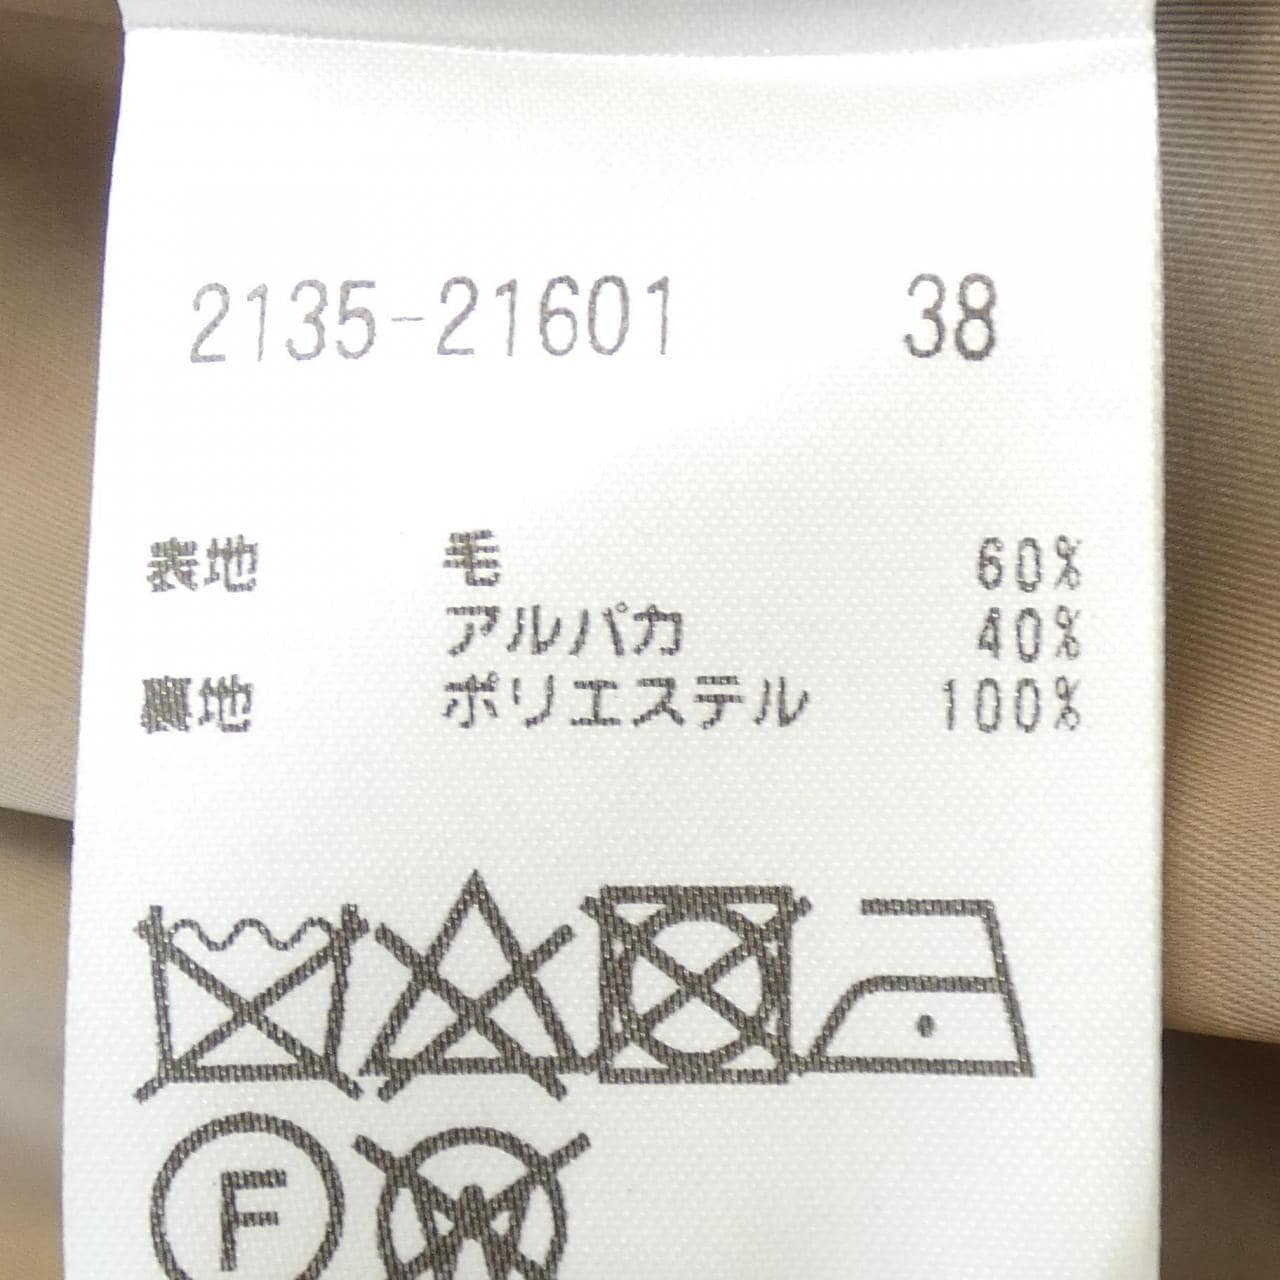 2135-21601 38
表地 毛 60%
アルパカ 40%
裏地 ポリエステル 100%
F
W